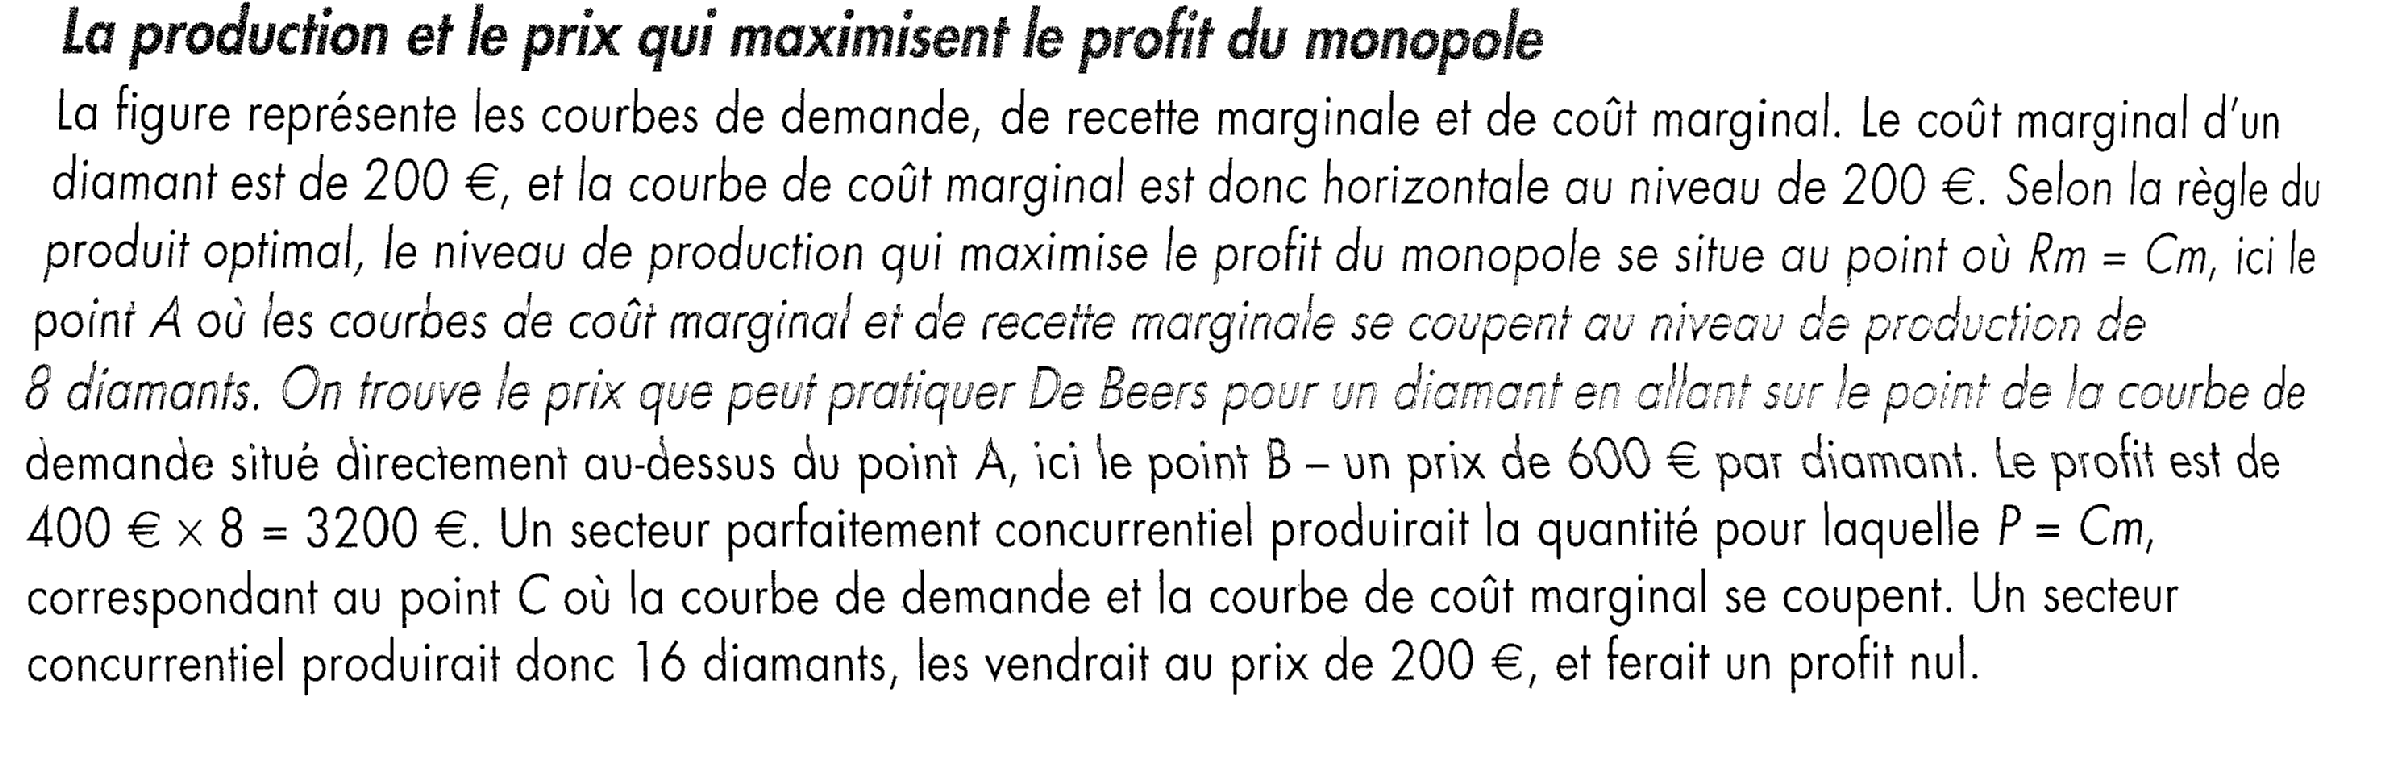 La production et le prix qui maximisent le profit du monopole
La figure représente les courbes de demande, de recette marginale et de coût marginal. Le coût marginal d'un
diamant est de 200 €, et la courbe de coût marginal est donc horizontale au niveau de 200 €. Selon la règle du
produit optimal, le niveau de production qui maximise le profit du monopole se situe au point où Rm = Cm, ici le
point A où les courbes de coût marginal et de recette marginale se coupent au niveau de production de
8 diamants. On trouve le prix que peut pratiquer De Beers pour un diamant en allant sur le point de la courbe de
demande situé directement au-dessus du point A, ici le point B – un prix de 600 € par diamant. Le profit est de
400 € × 8 = 3200 €. Un secteur parfaitement concurrentiel produirait la quantité pour laquelle P = Cm,
correspondant au point C où la courbe de demande et la courbe de coût marginal se coupent. Un secteur
concurrentiel produirait donc 16 diamants, les vendrait au prix de 200 €, et ferait un profit nul.